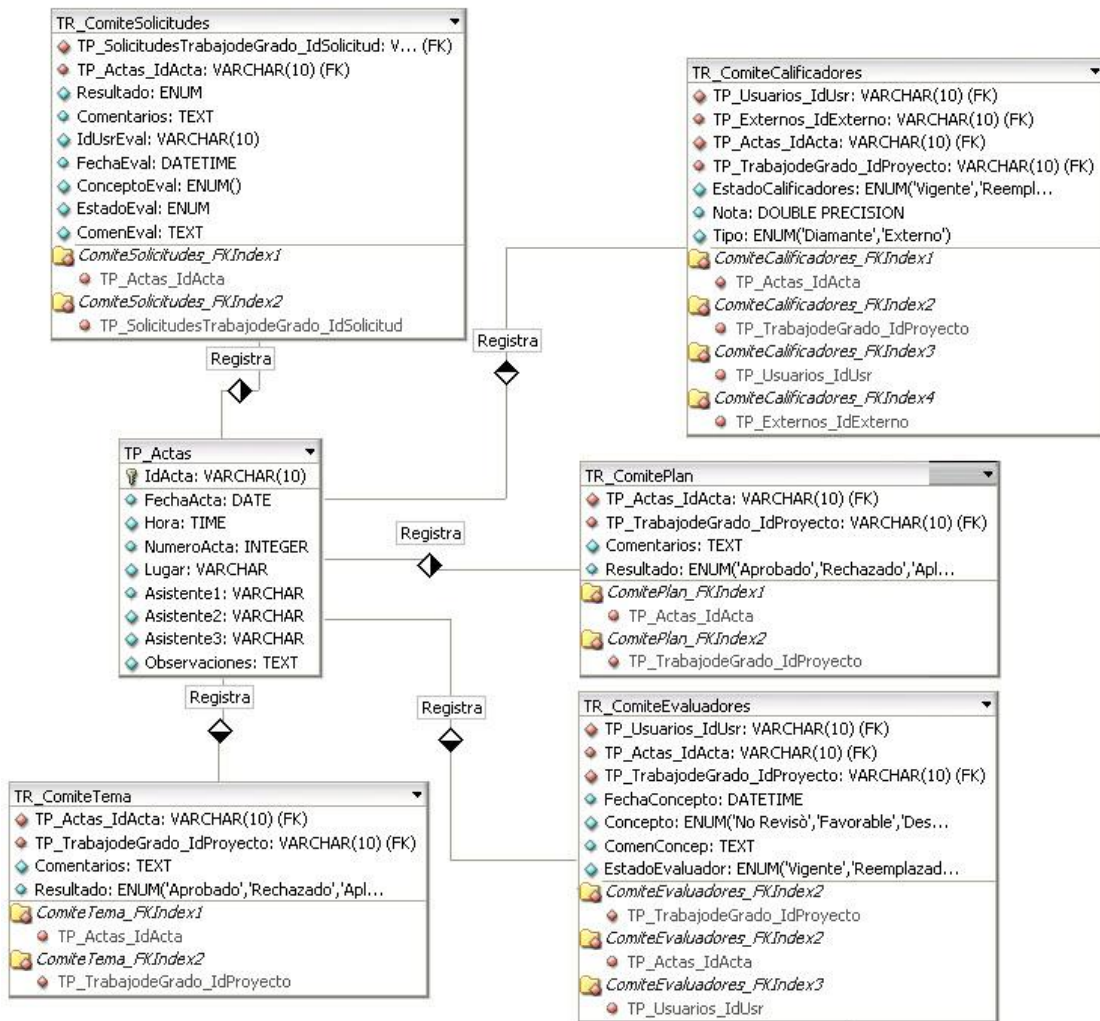 TR_ComiteSolicitudes
TP_SolicitudesTrabajodeGrado_IdSolicitud: V... (FK)
TP_Actas_IdActa: VARCHAR(10) (FK)
Resultado: ENUM
Comentarios: TEXT
IdUsrEval: VARCHAR(10)
FechaEval: DATETIME
ConceptoEval: ENUM()
EstadoEval: ENUM
ComenEval: TEXT
ComiteSolicitudes_FKIndex1
TP_Actas_IdActa
ComiteSolicitudes_FKIndex2
TP_SolicitudesTrabajodeGrado_IdSolicitud
Registra
TR_ComiteCalificadores
TP_Usuarios_IdUsr: VARCHAR(10) (FK)
TP_Externos_IdExterno: VARCHAR(10) (FK)
TP_Actas_IdActa: VARCHAR(10) (FK)
TP_TrabajodeGrado_IdProyecto: VARCHAR(10) (FK)
EstadoCalificadores: ENUM('Vigente','Reempl...
Nota: DOUBLE PRECISION
Tipo: ENUM('Diamante','Externo')
ComiteCalificadores_FKIndex1
TP_Actas_IdActa
ComiteCalificadores_FKIndex2
TP_TrabajodeGrado_IdProyecto
ComiteCalificadores_FKIndex3
TP_Usuarios_IdUsr
ComiteCalificadores_FKIndex4
TP_Externos_IdExterno
Registra
TP_Actas
IdActa: VARCHAR(10)
FechaActa: DATE
Hora: TIME
NumeroActa: INTEGER
Lugar: VARCHAR
Asistente1: VARCHAR
Asistente2: VARCHAR
Asistente3: VARCHAR
Observaciones: TEXT
Registra
TR_ComitePlan
TP_Actas_IdActa: VARCHAR(10) (FK)
TP_TrabajodeGrado_IdProyecto: VARCHAR(10) (FK)
Comentarios: TEXT
Resultado: ENUM('Aprobado','Rechazado','Apl...
ComitePlan_FKIndex1
TP_Actas_IdActa
ComitePlan_FKIndex2
TP_TrabajodeGrado_IdProyecto
Registra
Registra
TR_ComiteEvaluadores
TP_Usuarios_IdUsr: VARCHAR(10) (FK)
TP_Actas_IdActa: VARCHAR(10) (FK)
TP_TrabajodeGrado_IdProyecto: VARCHAR(10) (FK)
FechaConcepto: DATETIME
Concepto: ENUM('No Revisò','Favorable','Des...
ComenConcep: TEXT
EstadoEvaluador: ENUM('Vigente','Reemplazad...
ComiteEvaluadores_FKIndex2
TP_TrabajodeGrado_IdProyecto
ComiteEvaluadores_FKIndex2
TP_Actas_IdActa
ComiteEvaluadores_FKIndex3
TP_Usuarios_IdUsr
TR_ComiteTema
TP_Actas_IdActa: VARCHAR(10) (FK)
TP_TrabajodeGrado_IdProyecto: VARCHAR(10) (FK)
Comentarios: TEXT
Resultado: ENUM('Aprobado','Rechazado','Apl...
ComiteTema_FKIndex1
TP_Actas_IdActa
ComiteTema_FKIndex2
TP_TrabajodeGrado_IdProyecto